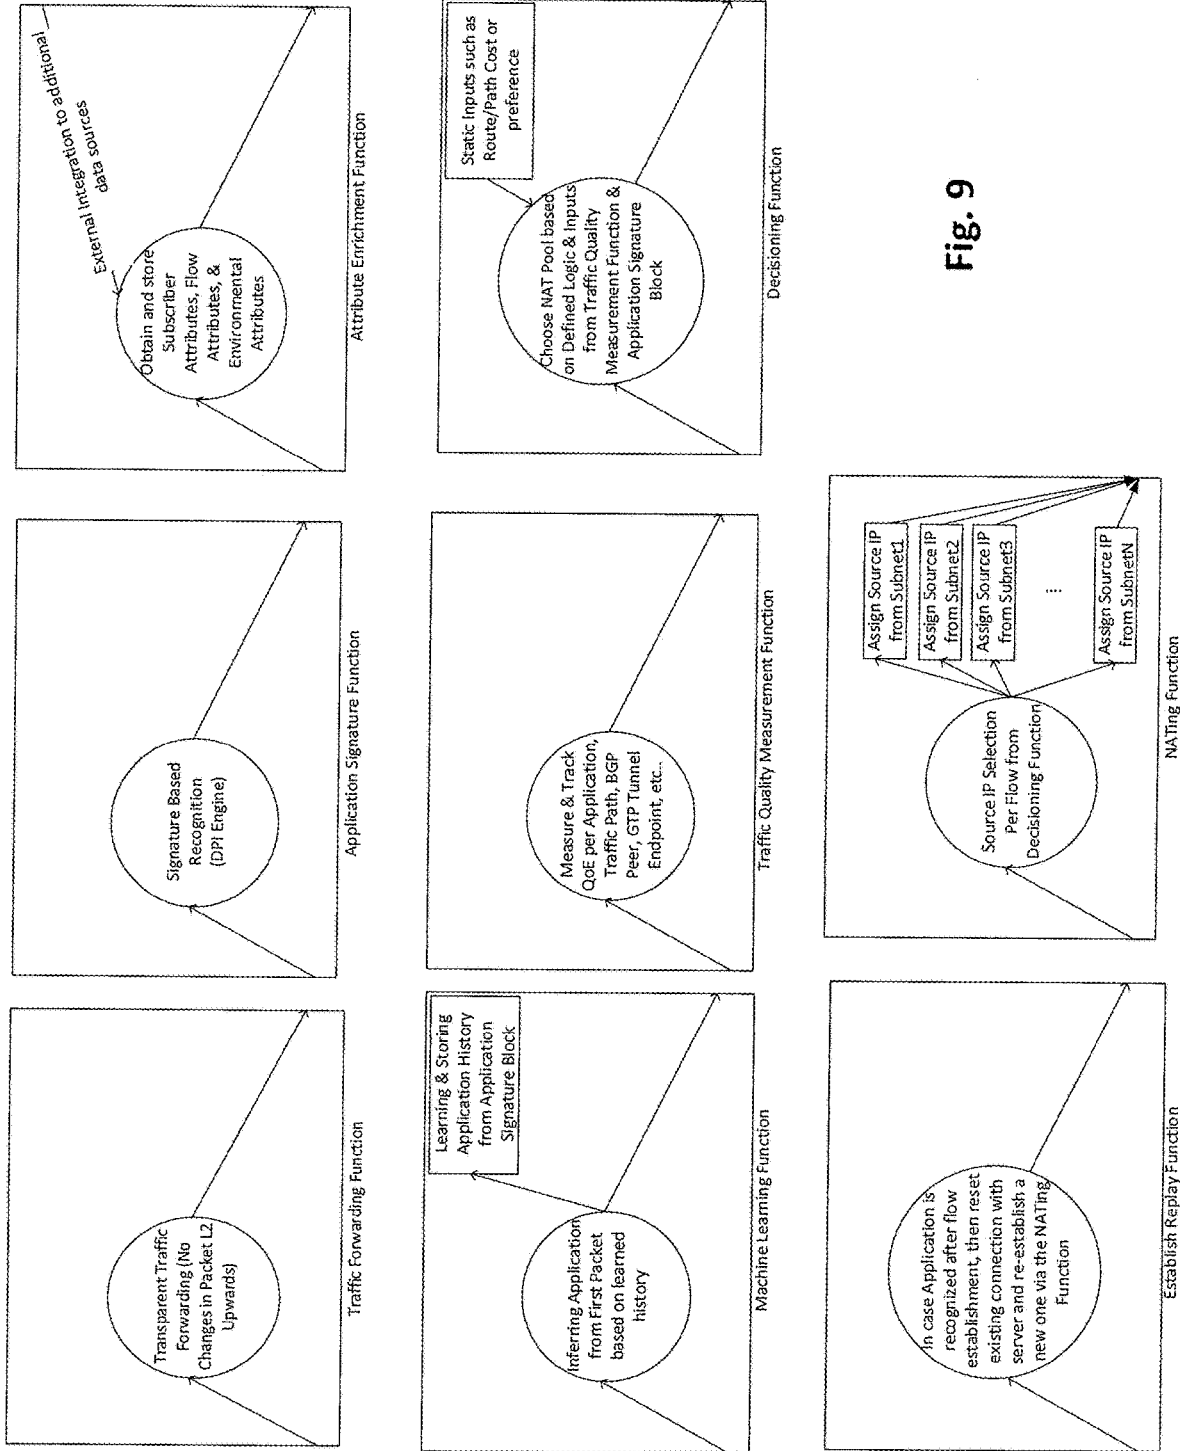 Transparent Traffic
Forwarding (No
Changes in Packet L2
Upwards)
Traffic Forwarding Function
Signature Based
Recognition
(DPI Engine)
Application Signature Function
External Integration to additional
data sources
Obtain and store
Subscriber
Attributes, Flow
Attributes, &
Environmental
Attributes
Attribute Enrichment Function
Learning & Storing
Application History
from Application
Signature Block
Inferring Application
from First Packet
based on learned
history
Machine Learning Function
Measure & Track
QoE per Application,
Traffic Path, BGP
Peer, GTP Tunnel
Endpoint, etc...
Traffic Quality Measurement Function
Static Inputs such as
Route/Path Cost or
preference
Choose NAT Pool based
on Defined Logic & Inputs
from Traffic Quality
Measurement Function &
Application Signature
Block
Decisioning Function
In case Application is
recognized after flow
establishment, then reset
existing connection with
server and re-establish a
new one via the NATing
Function
Establish Replay Function
Source IP Selection
Per Flow from
Decisioning Function
Assign Source IP
from Subnet1
Assign Source IP
from Subnet2
Assign Source IP
from Subnet3
....
Assign Source IP
from SubnetN
NATing Function
Fig. 9